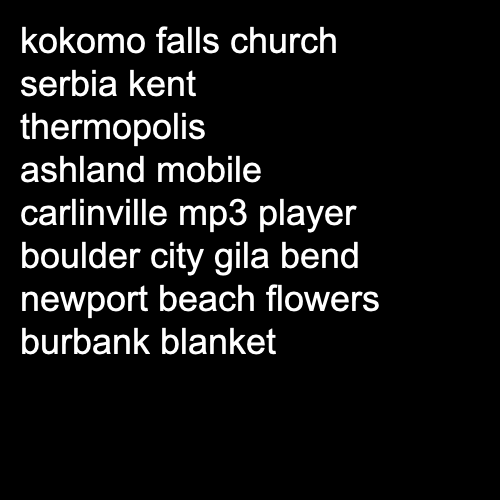 kokomo falls church
serbia kent
thermopolis
ashland mobile
carlinville mp3 player
boulder city gila bend
newport beach flowers
burbank blanket